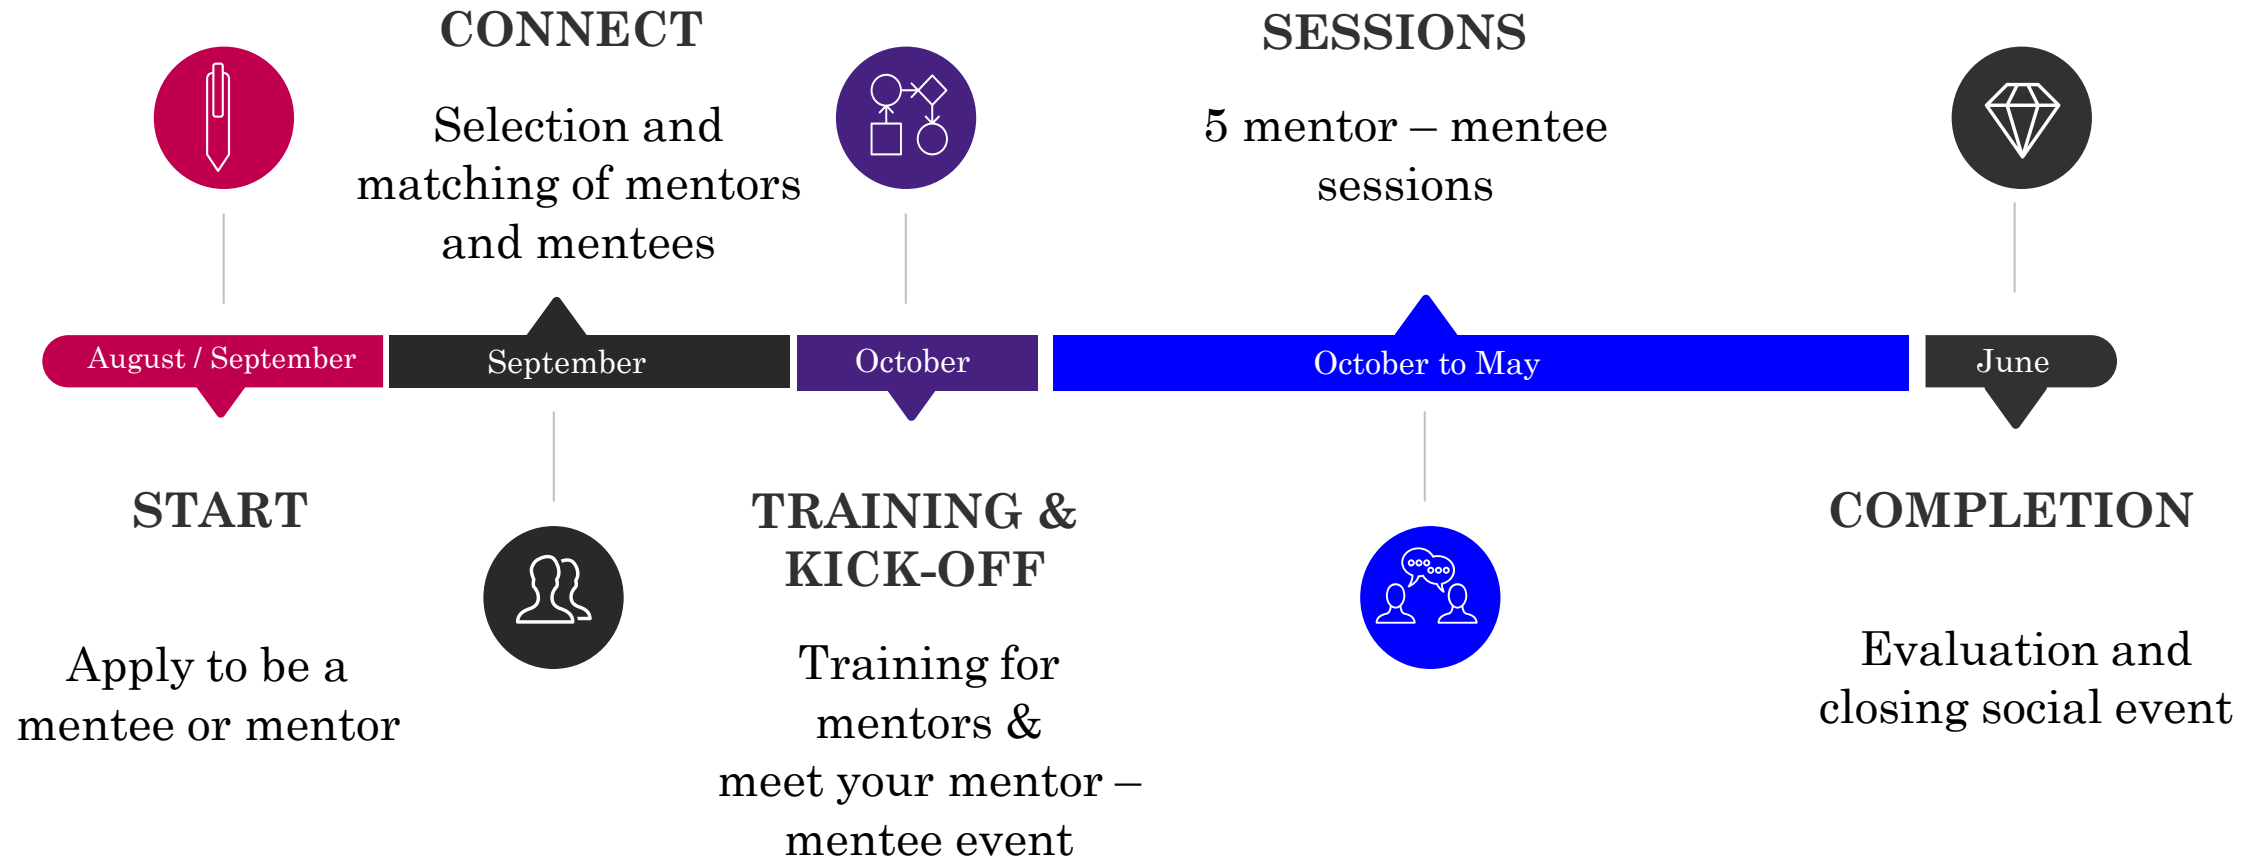 CONNECT
Selection and
matching of mentors
and mentees
SESSIONS
5 mentor – mentee
sessions
August / September
September
October
October to May
June
START
Apply to be a
mentee or mentor
TRAINING &
KICK-OFF
Training for
mentors &
meet your mentor –
mentee event
COMPLETION
Evaluation and
closing social event